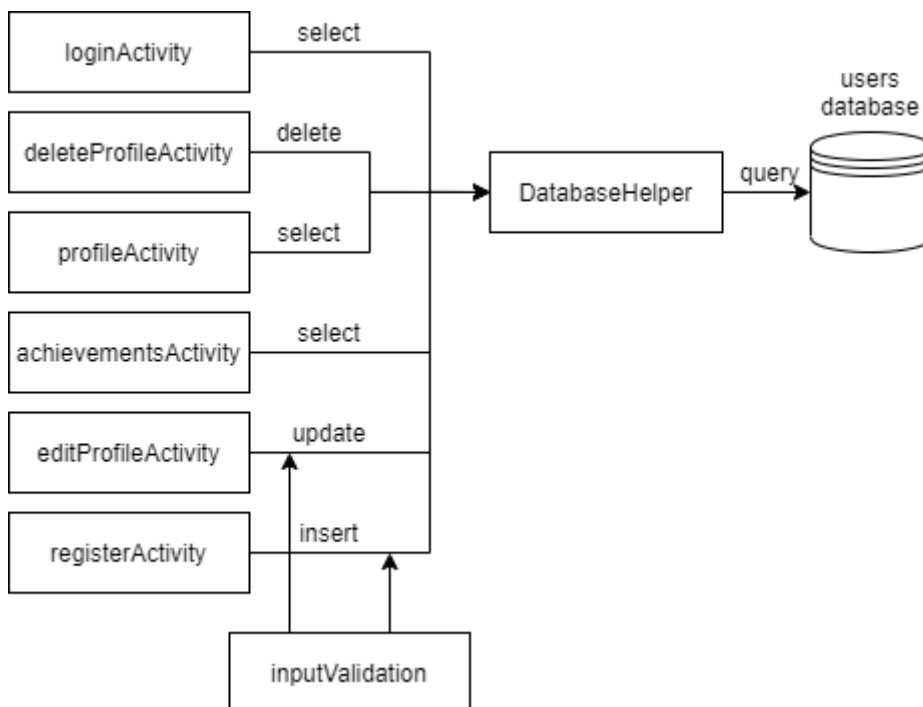 loginActivity
select
users
database
deleteProfileActivity
delete
DatabaseHelper
query
profileActivity
select
achievementsActivity
select
editProfileActivity
update
registerActivity
insert
inputValidation